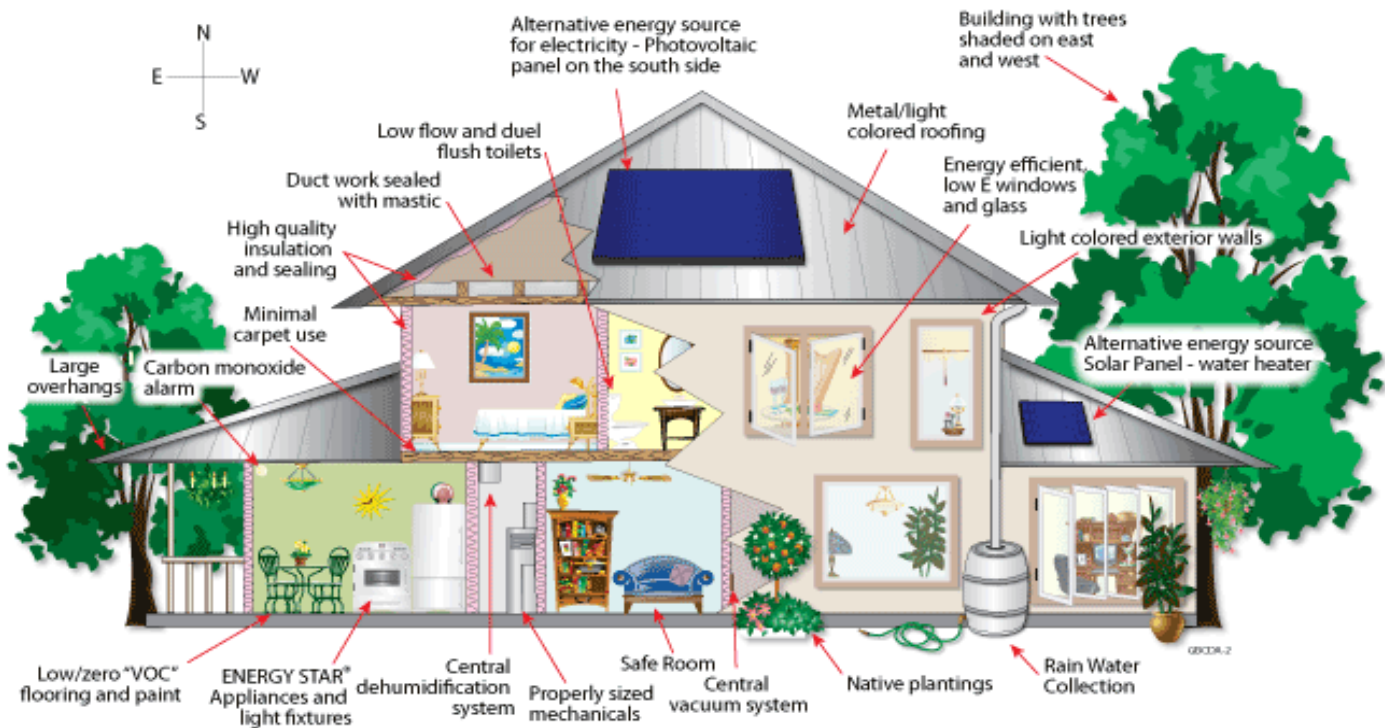 N
E
W
S
Alternative energy source
for electricity - Photovoltaic
panel on the south side
Building with trees
shaded on east
and west
Low flow and duel
flush toilets
Metal/light
colored roofing
Duct work sealed
with mastic
Energy efficient,
low E windows
and glass
High quality
insulation
and sealing
Light colored exterior walls
Minimal
carpet use
Large
overhangs
Carbon monoxide
alarm
Alternative energy source
Solar Panel - water heater
Low/zero "VOC"
flooring and paint
ENERGY STAR®
Appliances and
light fixtures
Central
dehumidification
system
Properly sized
mechanicals
Safe Room
Central
vacuum system
Native plantings
Rain Water
Collection
GBCDA-2